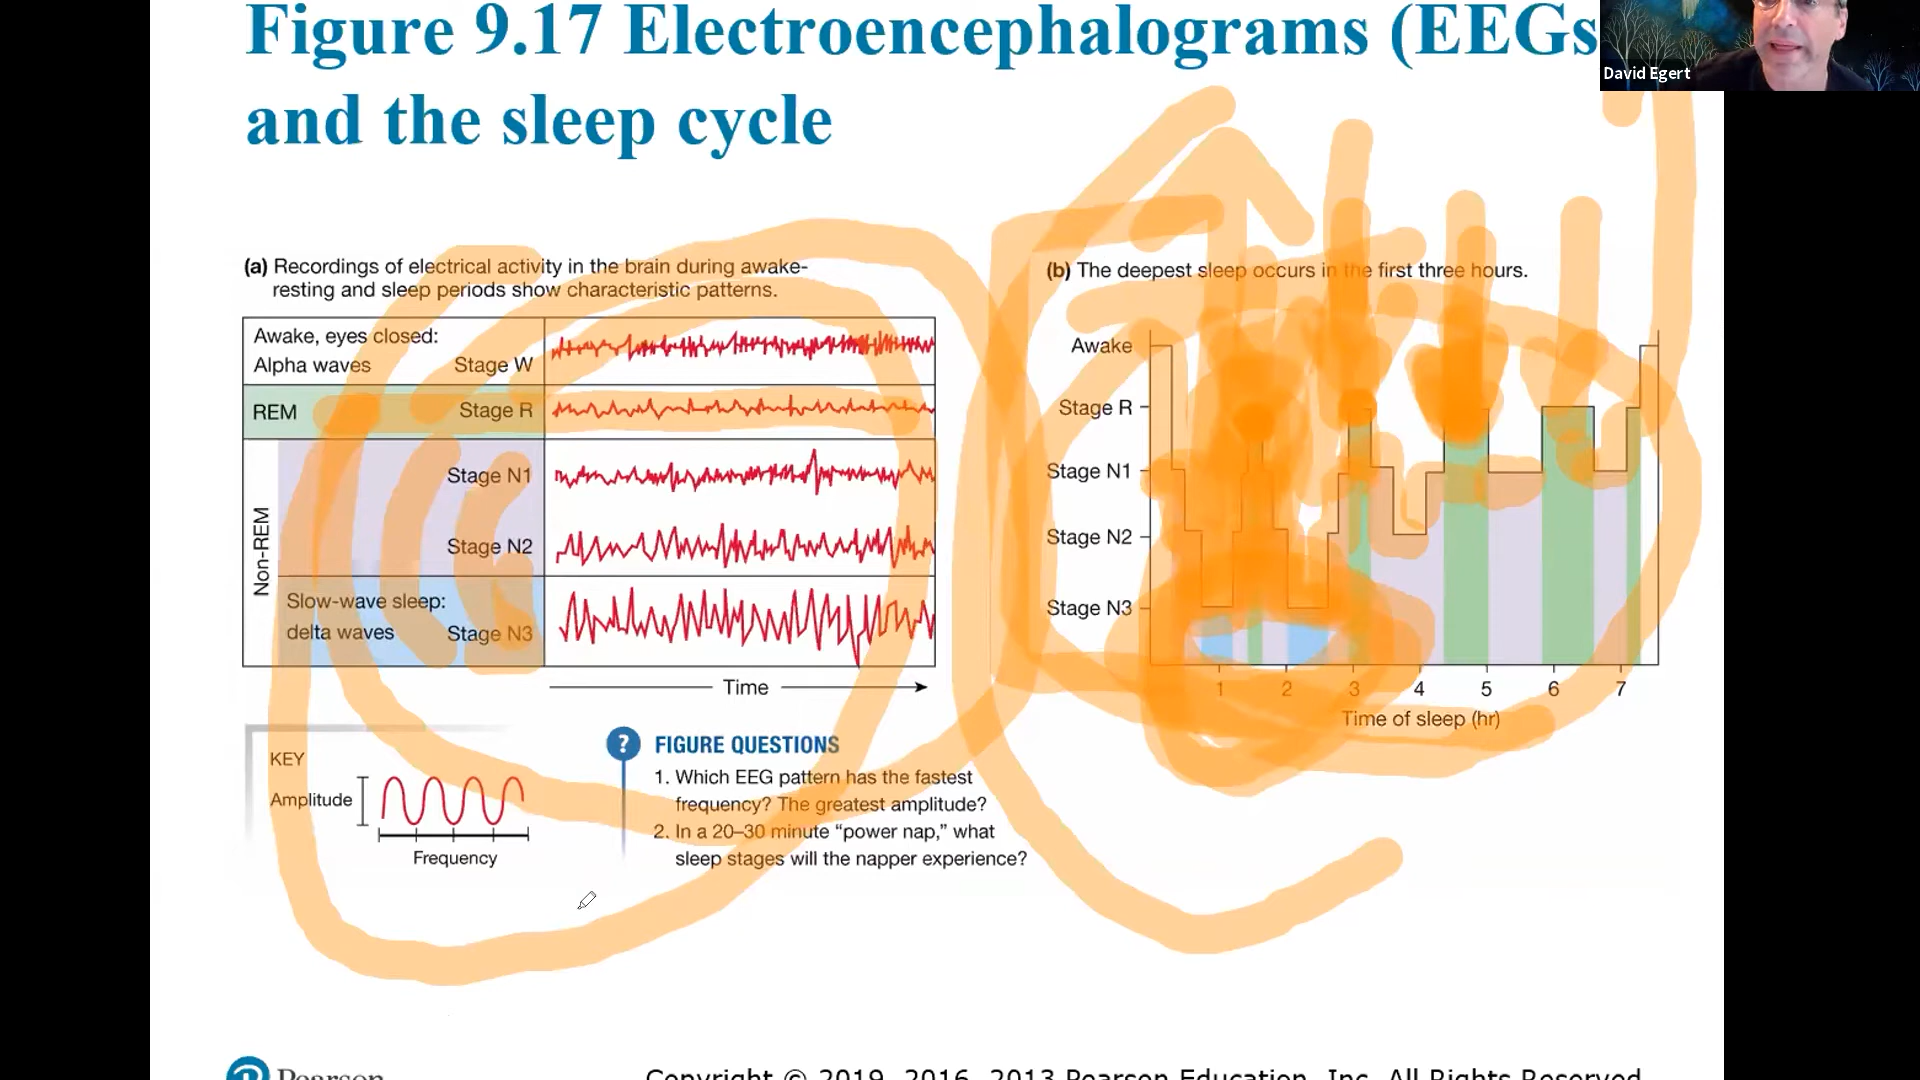 Figure 9.17 Electroencephalograms (EEGs
and the sleep cycle
David Egert
(a) Recordings of electrical activity in the brain during awake-
resting and sleep periods show characteristic patterns.
Awake, eyes closed:
Alpha waves Stage W
REM Stage R
Non-REM
Stage N1
Stage N2
Slow-wave sleep:
delta waves Stage N3
Time
KEY
Amplitude
Frequency
? FIGURE QUESTIONS
1. Which EEG pattern has the fastest
frequency? The greatest amplitude?
2. In a 20–30 minute “power nap,” what
sleep stages will the napper experience?
(b) The deepest sleep occurs in the first three hours.
Awake
Stage R
Stage N1
Stage N2
Stage N3
1 2 3 4 5 6 7
Time of sleep (hr)
Pearson
Copyright © 2019, 2016, 2013 Pearson Education, Inc. All Rights Reserved